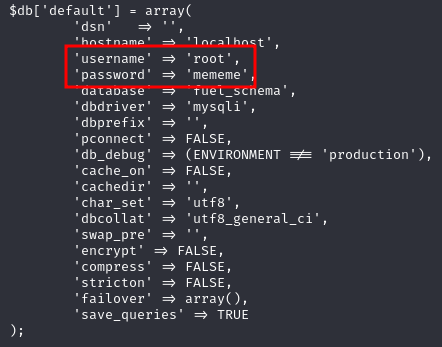 $db['default'] = array(
'dsn' => '',
'hostname' => 'localhost',
'username' => 'root',
'password' => 'mememe',
'database' => 'fuel_schema',
'dbdriver' => 'mysqli',
'dbprefix' => '',
'pconnect' => FALSE,
'db_debug' => (ENVIRONMENT !== 'production'),
'cache_on' => FALSE,
'cachedir' => '',
'char_set' => 'utf8',
'dbcollat' => 'utf8_general_ci',
'swap_pre' => '',
'encrypt' => FALSE,
'compress' => FALSE,
'stricton' => FALSE,
'failover' => array(),
'save_queries' => TRUE
);